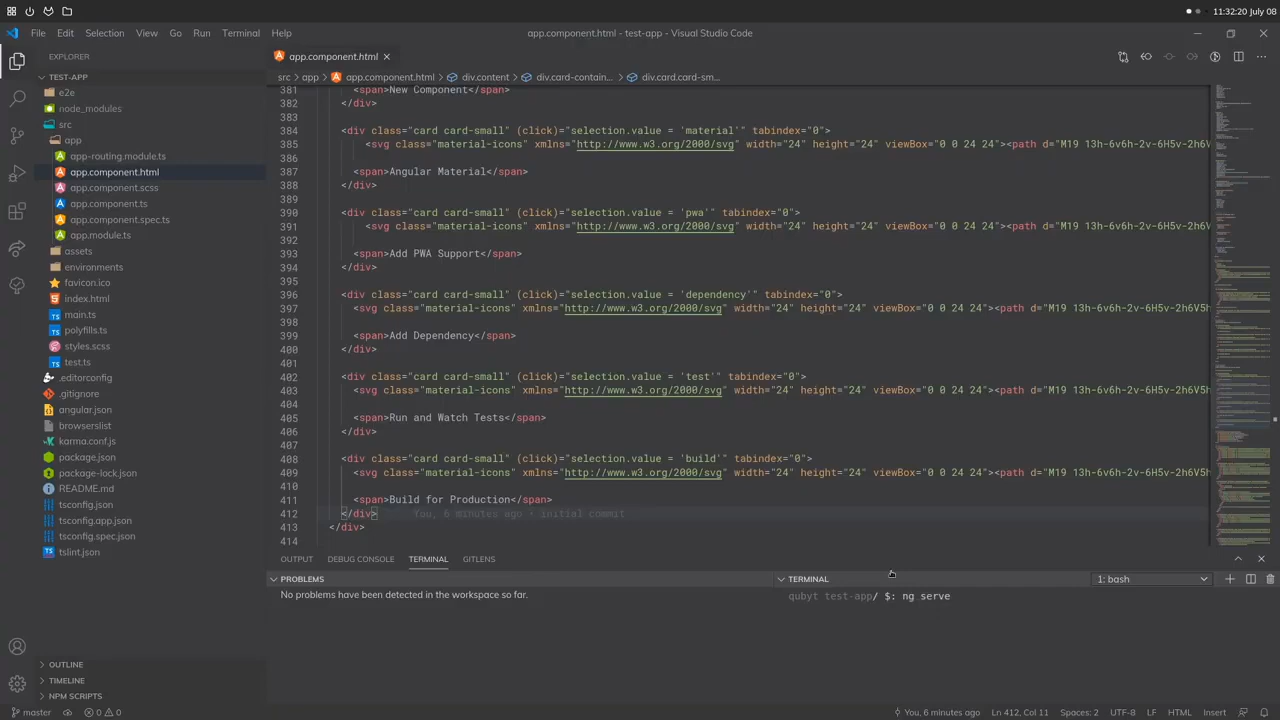 11:32:20 July 08
File Edit Selection View Go Run Terminal Help
app.component.html - test-app - Visual Studio Code
EXPLORER
TEST-APP
e2e
node_modules
src
app
app-routing.module.ts
app.component.html
app.component.scss
app.component.ts
app.component.spec.ts
app.module.ts
assets
environments
favicon.ico
index.html
main.ts
polyfills.ts
styles.scss
test.ts
.editorconfig
.gitignore
angular.json
browserslist
karma.conf.js
package.json
package-lock.json
README.md
tsconfig.json
tsconfig.app.json
tsconfig.spec.json
tslint.json
OUTLINE
TIMELINE
NPM SCRIPTS
app.component.html
src app app.component.html div.content div.card-contain... div.card.card-sm...
381 <span>New Component</span>
382 </div>
383
384 <div class="card card-small" (click)="selection.value = 'material'" tabindex="0">
385 <svg class="material-icons" xmlns="http://www.w3.org/2000/svg" width="24" height="24" viewBox="0 0 24 24"><path d="M19 13h-6v6h-2v-6H5v-2h6V
386
387 <span>Angular Material</span>
388 </div>
389
390 <div class="card card-small" (click)="selection.value = 'pwa'" tabindex="0">
391 <svg class="material-icons" xmlns="http://www.w3.org/2000/svg" width="24" height="24" viewBox="0 0 24 24"><path d="M19 13h-6v6h-2v-6H5v-2h6V
392
393 <span>Add PWA Support</span>
394 </div>
395
396 <div class="card card-small" (click)="selection.value = 'dependency'" tabindex="0">
397 <svg class="material-icons" xmlns="http://www.w3.org/2000/svg" width="24" height="24" viewBox="0 0 24 24"><path d="M19 13h-6v6h-2v-6H5
398
399 <span>Add Dependency</span>
400 </div>
401
402 <div class="card card-small" (click)="selection.value = 'test'" tabindex="0">
403 <svg class="material-icons" xmlns="http://www.w3.org/2000/svg" width="24" height="24" viewBox="0 0 24 24"><path d="M19 13h-6v6h-2v-6H5
404
405 <span>Run and Watch Tests</span>
406 </div>
407
408 <div class="card card-small" (click)="selection.value = 'build'" tabindex="0">
409 <svg class="material-icons" xmlns="http://www.w3.org/2000/svg" width="24" height="24" viewBox="0 0 24 24"><path d="M19 13h-6v6h-2v-6H5
410
411 <span>Build for Production</span>
412 </div> You, 6 minutes ago • initial commit
413 </div>
414
OUTPUT DEBUG CONSOLE TERMINAL GITLENS
PROBLEMS
No problems have been detected in the workspace so far.
TERMINAL
1: bash
qubyt test-app/ $: ng serve
master 0 0 You, 6 minutes ago Ln 412, Col 11 Spaces: 2 UTF-8 LF HTML Insert